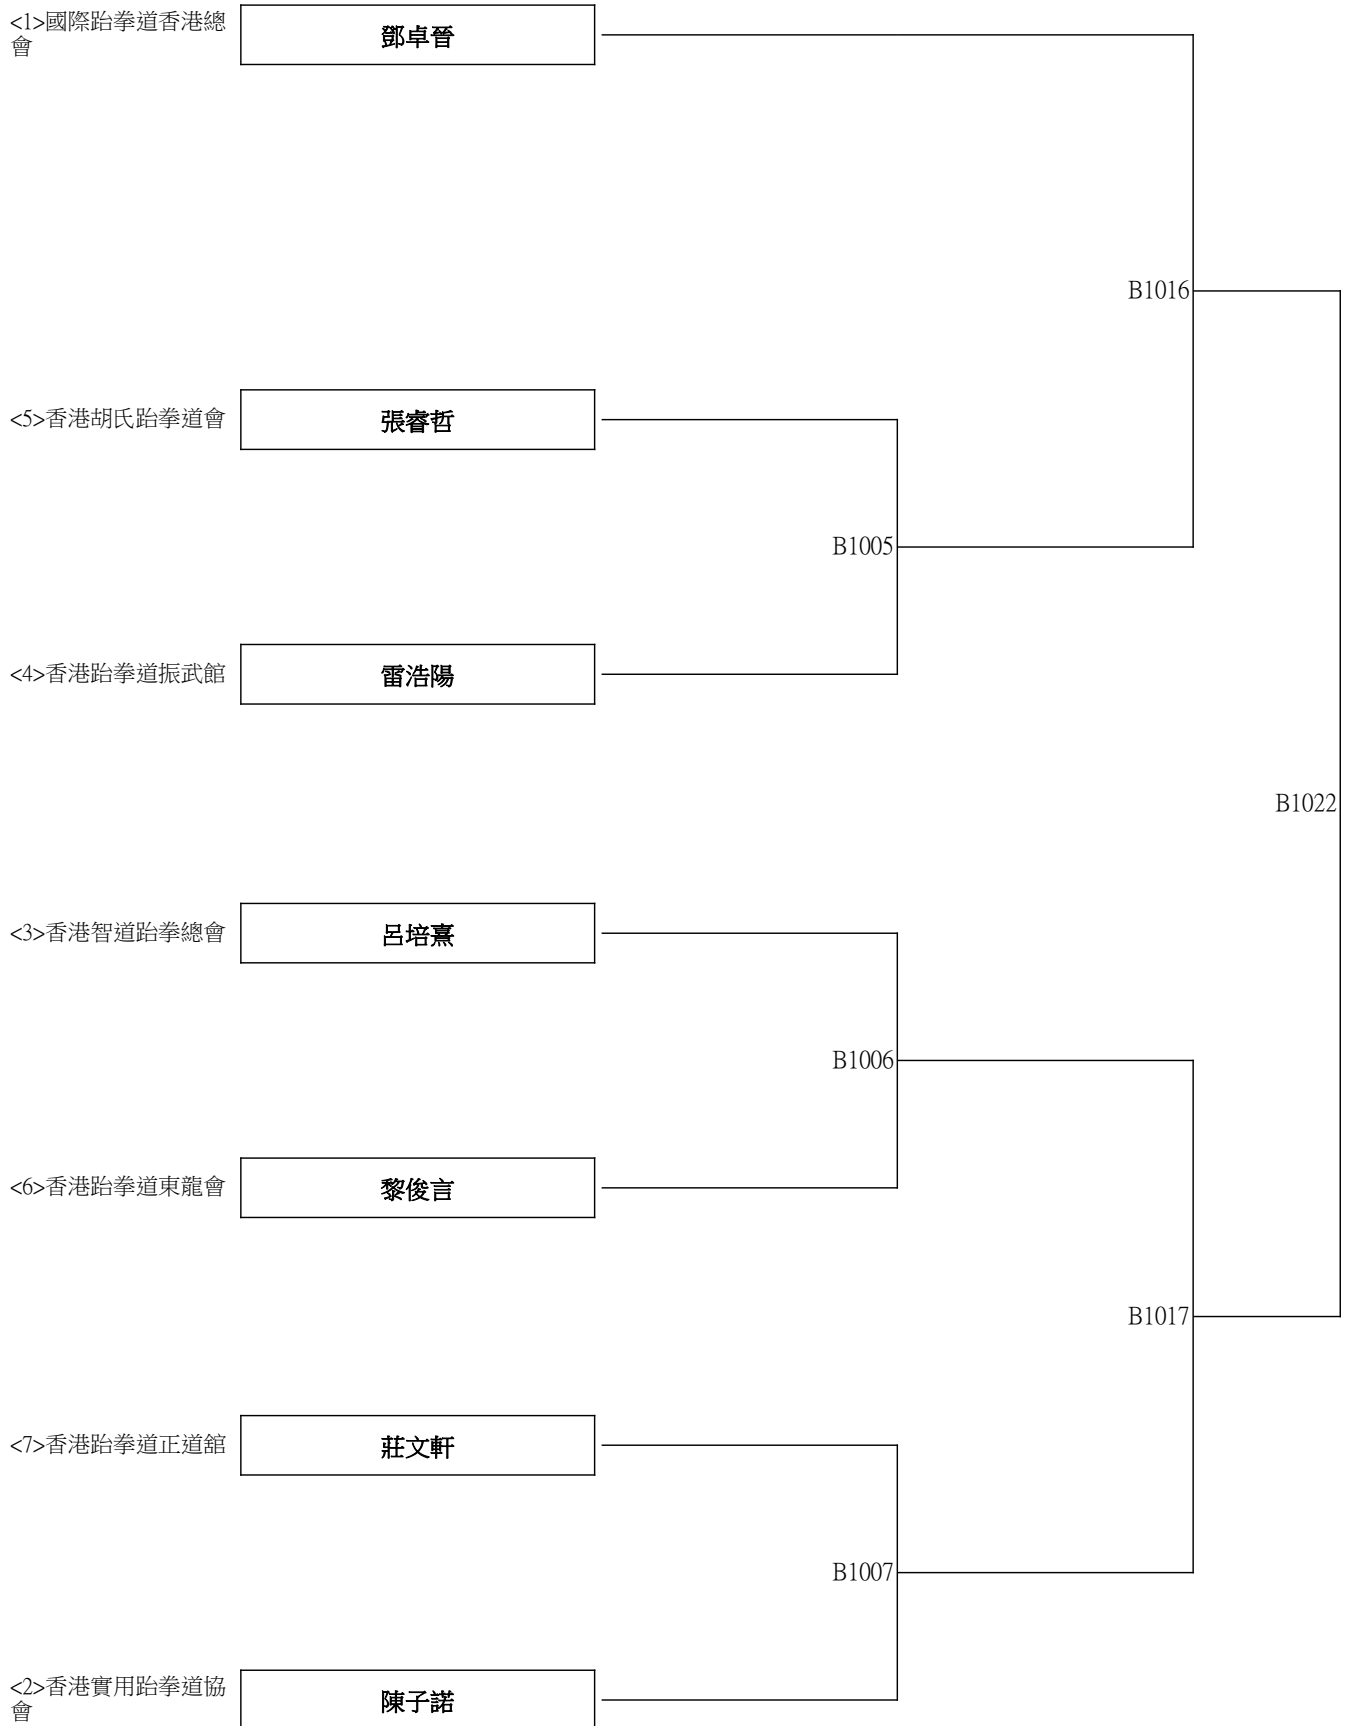 <1>國際跆拳道香港總
會
鄧卓晉
B1016
<5>香港胡氏跆拳道會
張睿哲
B1005
<4>香港跆拳道振武館
雷浩陽
B1022
<3>香港智道跆拳總會
呂培熹
B1006
<6>香港跆拳道東龍會
黎俊言
B1017
<7>香港跆拳道正道舘
莊文軒
B1007
<2>香港實用跆拳道協
會
陳子諾